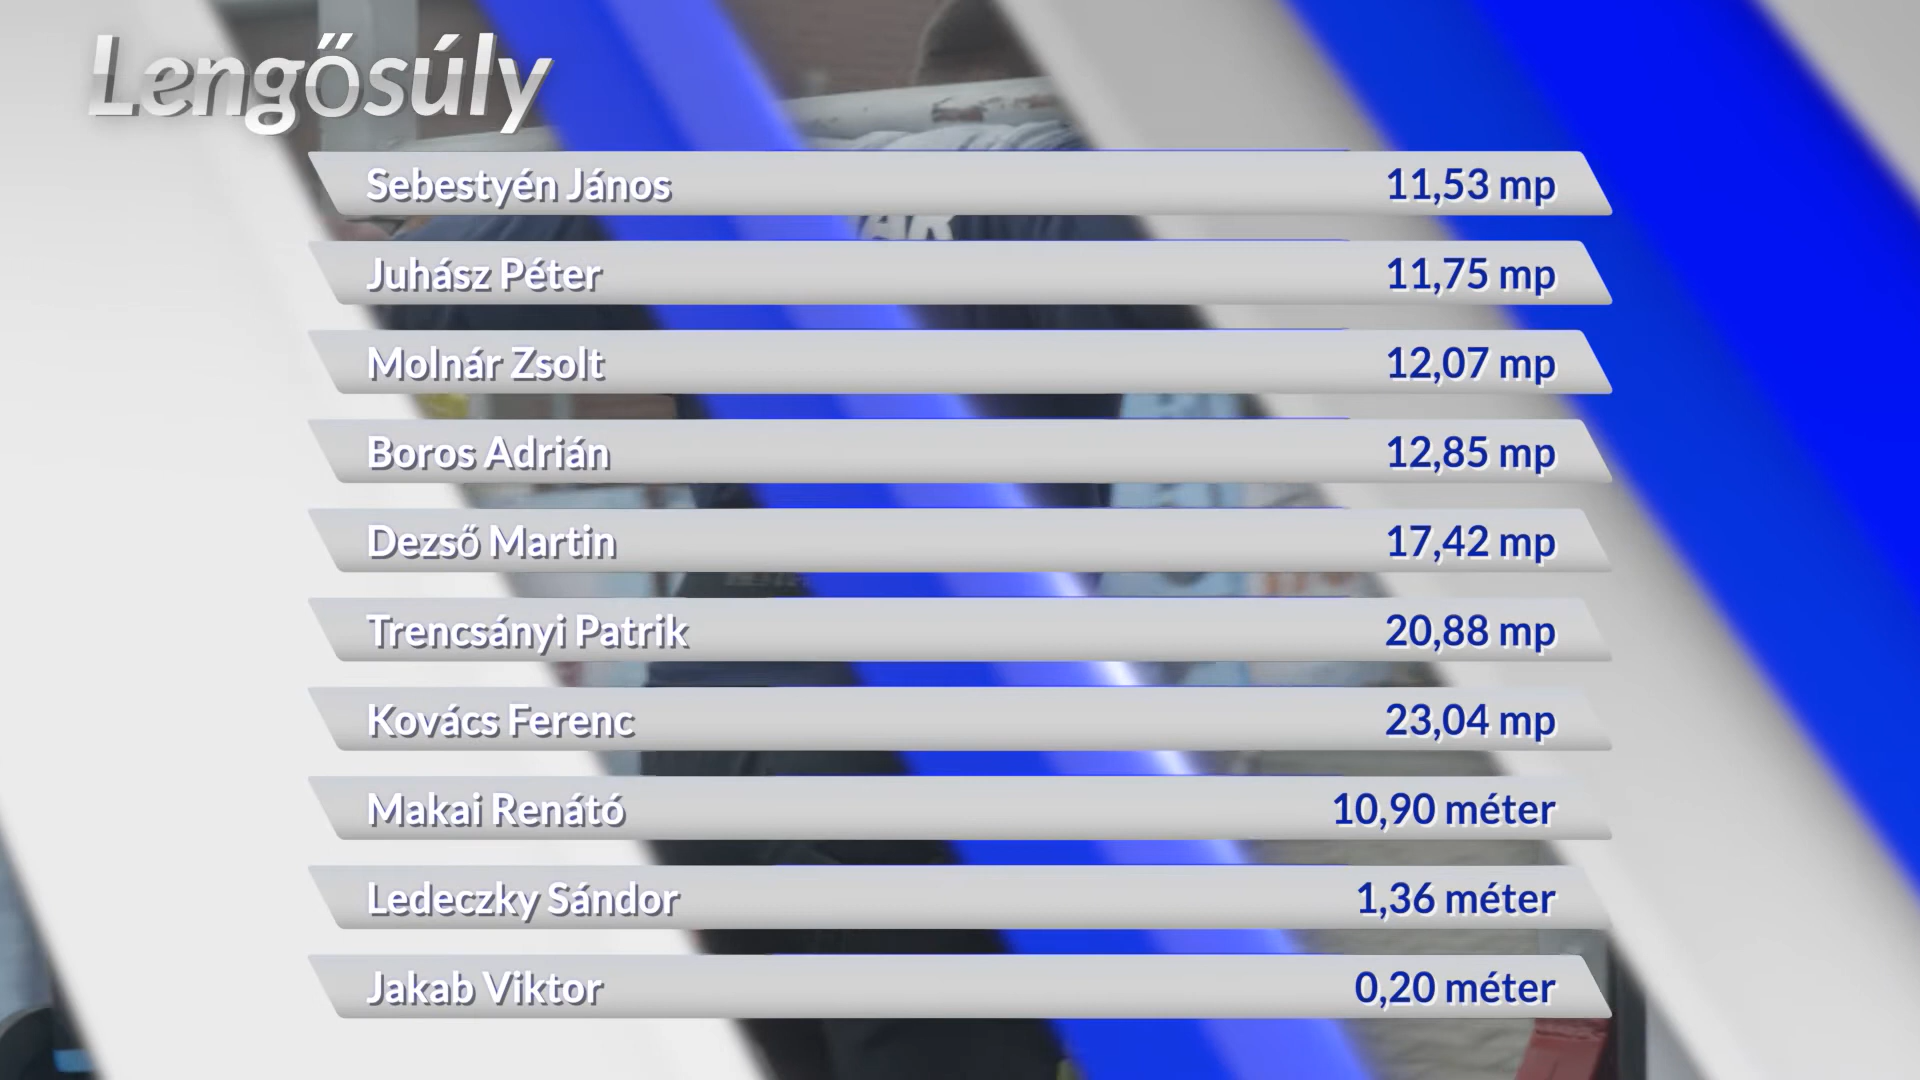 Lengősúly
Sebestyén János 11,53 mp
Juhász Péter 11,75 mp
Molnár Zsolt 12,07 mp
Boros Adrián 12,85 mp
Dezső Martin 17,42 mp
Trencsányi Patrik 20,88 mp
Kovács Ferenc 23,04 mp
Makai Renátó 10,90 méter
Ledeczky Sándor 1,36 méter
Jakab Viktor 0,20 méter